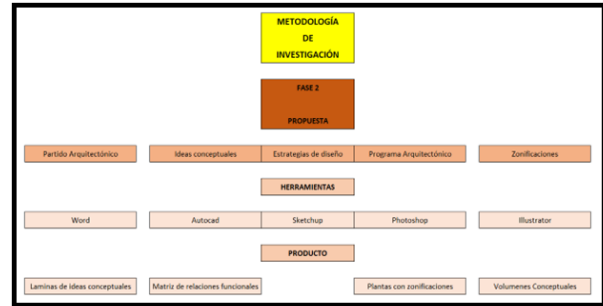 METODOLOGÍA
DE
INVESTIGACIÓN
FASE 2
PROPUESTA
Partido Arquitectónico
Ideas conceptuales
Estrategias de diseño
Programa Arquitectónico
Zonificaciones
HERRAMIENTAS
Word
Autocad
Sketchup
Photoshop
Illustrator
PRODUCTO
Laminas de ideas conceptuales
Matriz de relaciones funcionales
Plantas con zonificaciones
Volumenes Conceptuales